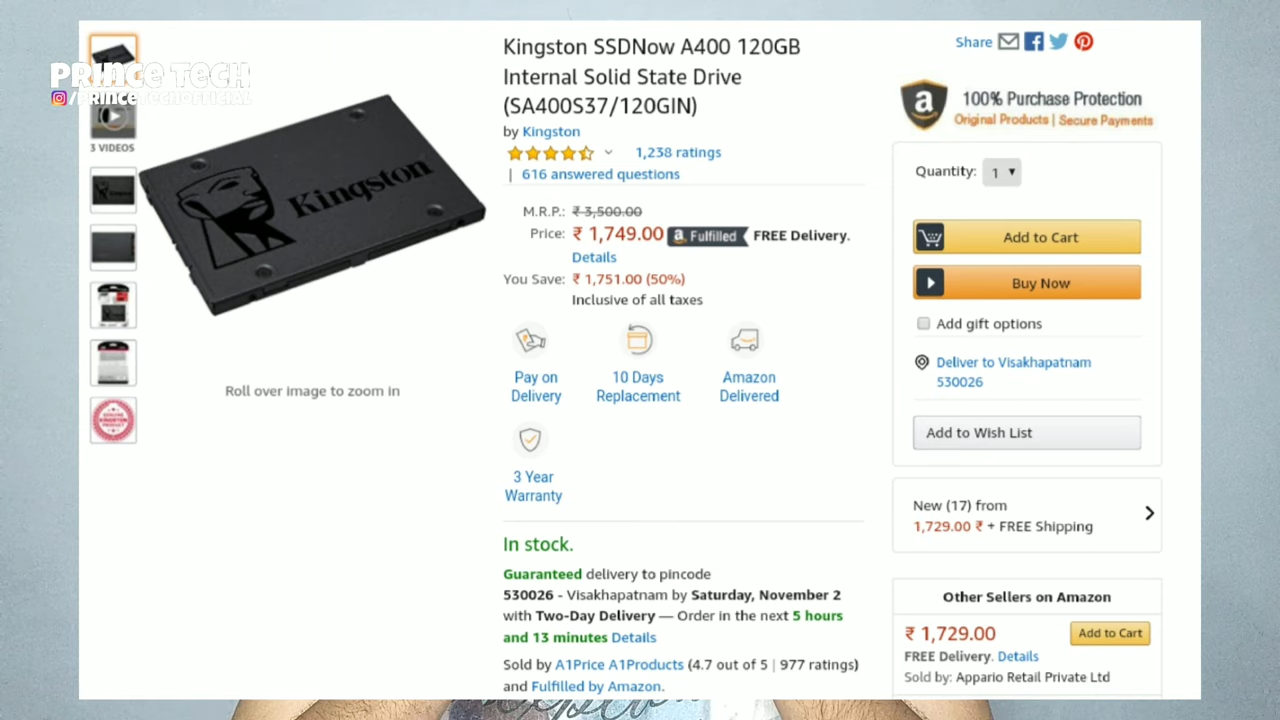 PRINCE TECH
/PRINCETECHOFFICIAL
3 VIDEOS
Kingston
Roll over image to zoom in
Kingston SSDNow A400 120GB
Internal Solid State Drive
(SA400S37/120GIN)
by Kingston
1,238 ratings
| 616 answered questions
M.R.P.: ₹ 3,500.00
Price: ₹ 1,749.00 a Fulfilled FREE Delivery.
Details
You Save: ₹ 1,751.00 (50%)
Inclusive of all taxes
Pay on
Delivery
10 Days
Replacement
Amazon
Delivered
3 Year
Warranty
In stock.
Guaranteed delivery to pincode
530026 - Visakhapatnam by Saturday, November 2
with Two-Day Delivery — Order in the next 5 hours
and 13 minutes Details
Sold by A1Price A1Products (4.7 out of 5 | 977 ratings)
and Fulfilled by Amazon.
Share
a 100% Purchase Protection
Original Products | Secure Payments
Quantity: 1
Add to Cart
Buy Now
Add gift options
Deliver to Visakhapatnam
530026
Add to Wish List
New (17) from
1,729.00 ₹ + FREE Shipping
Other Sellers on Amazon
₹ 1,729.00 Add to Cart
FREE Delivery. Details
Sold by: Appario Retail Private Ltd